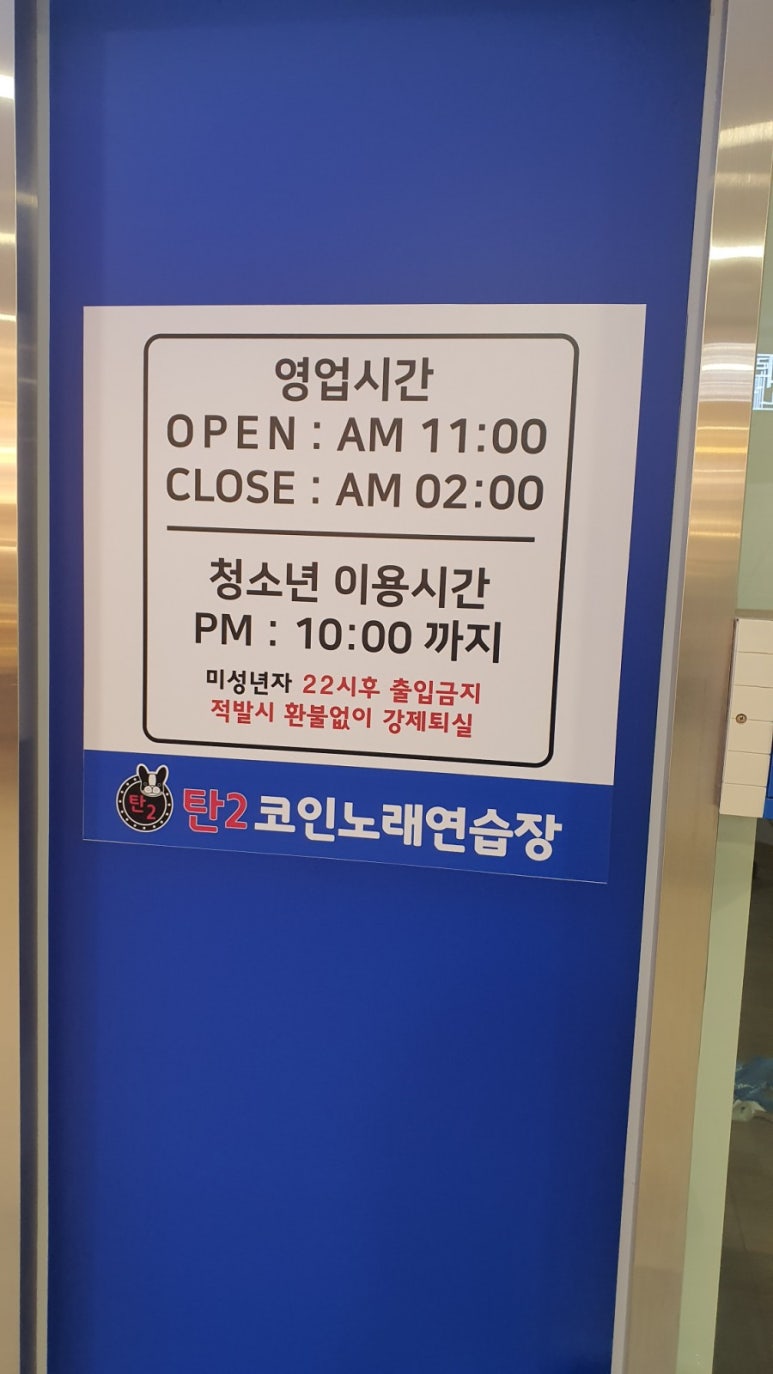 영업시간
OPEN : AM 11:00
CLOSE : AM 02:00
청소년 이용시간
PM : 10:00 까지
미성년자 22시후 출입금지
적발시 환불없이 강제퇴실
탄2
탄2 코인노래연습장